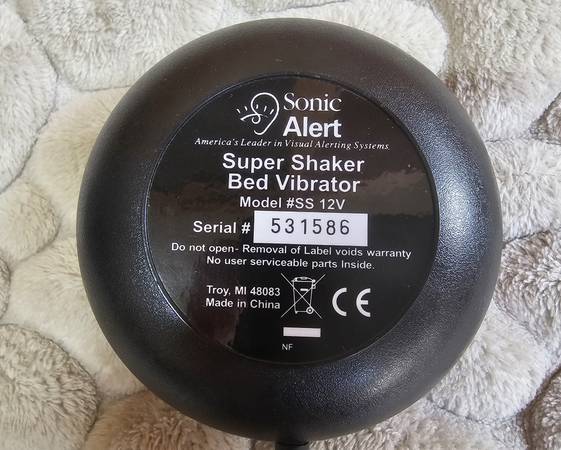 Sonic
Alert
America's Leader in Visual Alerting Systems.
Super Shaker
Bed Vibrator
Model #SS 12V
Serial # 531586
Do not open- Removal of Label voids warranty
No user serviceable parts Inside.
Troy, MI 48083
Made in China
CE
NF